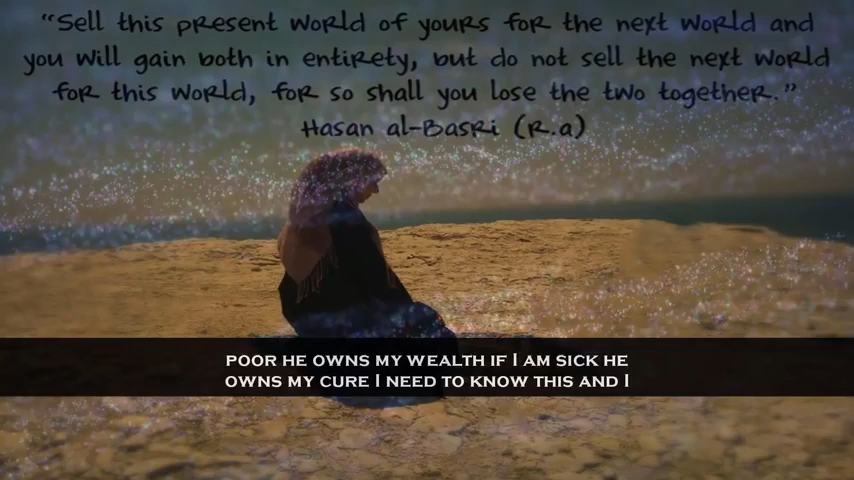 “Sell this present world of yours for the next world and
you will gain both in entirety, but do not sell the next world
for this world, for so shall you lose the two together.”
Hasan al-Basri (R.a)
POOR HE OWNS MY WEALTH IF I AM SICK HE
OWNS MY CURE I NEED TO KNOW THIS AND I